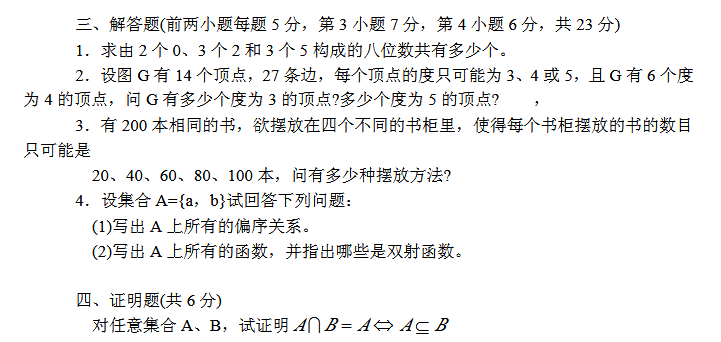 三、解答题(前两小题每题 5 分，第 3 小题 7 分，第 4 小题 6 分，共 23 分)
1．求由 2 个 0、3 个 2 和 3 个 5 构成的八位数共有多少个。
2．设图 G 有 14 个顶点，27 条边，每个顶点的度只可能为 3、4 或 5，且 G 有 6 个度
为 4 的顶点，问 G 有多少个度为 3 的顶点?多少个度为 5 的顶点? ，
3．有 200 本相同的书，欲摆放在四个不同的书柜里，使得每个书柜摆放的书的数目
只可能是
20、40、60、80、100 本，问有多少种摆放方法?
4．设集合 A={a，b}试回答下列问题：
(1)写出 A 上所有的偏序关系。
(2)写出 A 上所有的函数，并指出哪些是双射函数。
四、证明题(共 6 分)
对任意集合 A、B，试证明 A⋂B = A⇔ A⊆ B